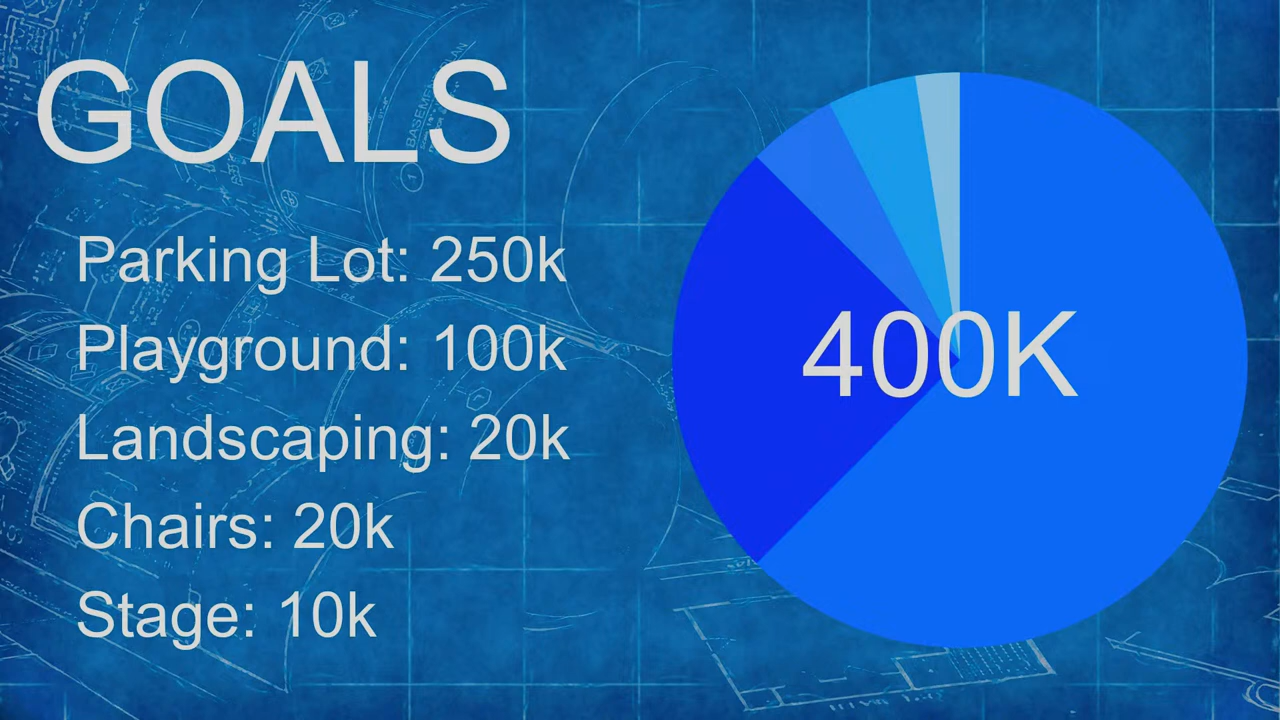 GOALS
Parking Lot: 250k
Playground: 100k
Landscaping: 20k
Chairs: 20k
Stage: 10k
400K